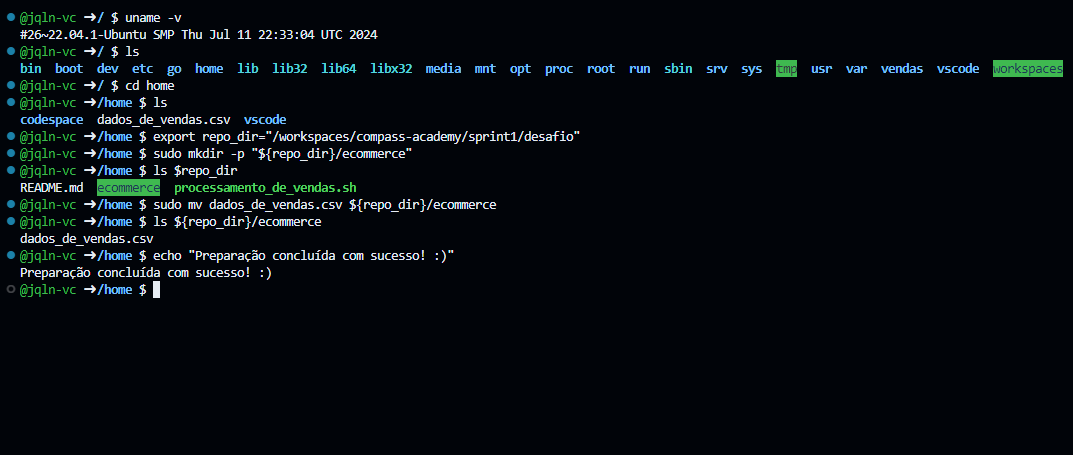 @jqln-vc ➜/ $ uname -v
#26~22.04.1-Ubuntu SMP Thu Jul 11 22:33:04 UTC 2024
@jqln-vc ➜/ $ ls
bin boot dev etc go home lib lib32 lib64 libx32 media mnt opt proc root run sbin srv sys tmp usr var vendas vscode workspaces
@jqln-vc ➜/ $ cd home
@jqln-vc ➜/home $ ls
codespace dados_de_vendas.csv vscode
@jqln-vc ➜/home $ export repo_dir="/workspaces/compass-academy/sprint1/desafio"
@jqln-vc ➜/home $ sudo mkdir -p "${repo_dir}/ecommerce"
@jqln-vc ➜/home $ ls $repo_dir
README.md ecommerce processamento_de_vendas.sh
@jqln-vc ➜/home $ sudo mv dados_de_vendas.csv ${repo_dir}/ecommerce
@jqln-vc ➜/home $ ls ${repo_dir}/ecommerce
dados_de_vendas.csv
@jqln-vc ➜/home $ echo "Preparação concluída com sucesso! :)"
Preparação concluída com sucesso! :)
@jqln-vc ➜/home $